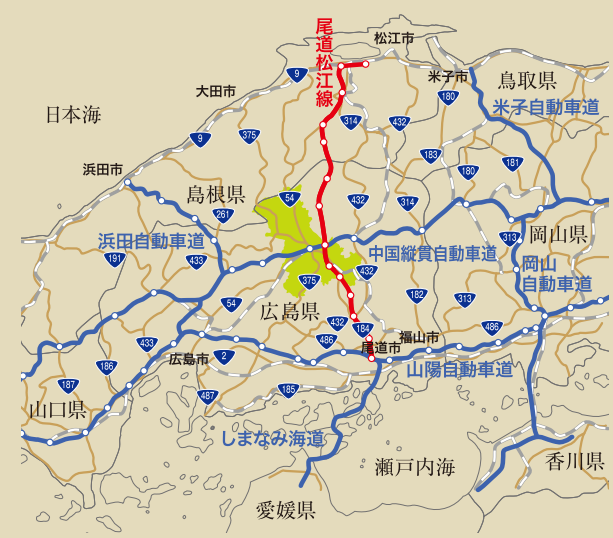 尾道松江線
松江市
米子市
鳥取県
9
大田市
180
米子自動車道
日本海
314
432
375
9
183
181
180
浜田市
島根県
54
432
314
261
浜田自動車道
313
岡山県
中国縦貫自動車道
191
433
岡山
自動車道
432
375
182
313
54
広島県
432
184
486
486
福山市
433
尾道市
2
広島市
186
山陽自動車道
187
185
487
山口県
しまなみ海道
瀬戸内海
香川県
愛媛県